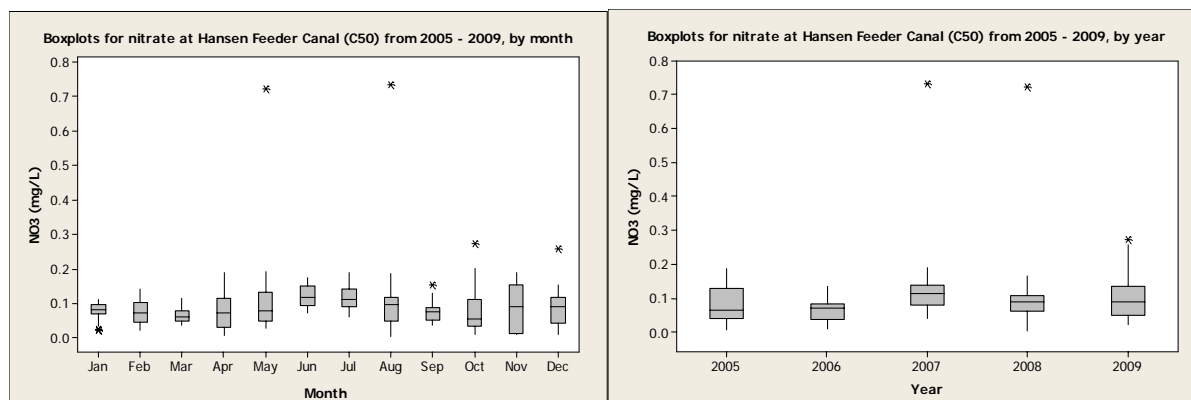 Boxplots for nitrate at Hansen Feeder Canal (C50) from 2005 - 2009, by month
0.8
0.7
0.6
0.5
0.4
0.3
0.2
0.1
0.0
NO3 (mg/L)
Jan Feb Mar Apr May Jun Jul Aug Sep Oct Nov Dec
Month
Boxplots for nitrate at Hansen Feeder Canal (C50) from 2005 - 2009, by year
0.8
0.7
0.6
0.5
0.4
0.3
0.2
0.1
0.0
NO3 (mg/L)
2005 2006 2007 2008 2009
Year